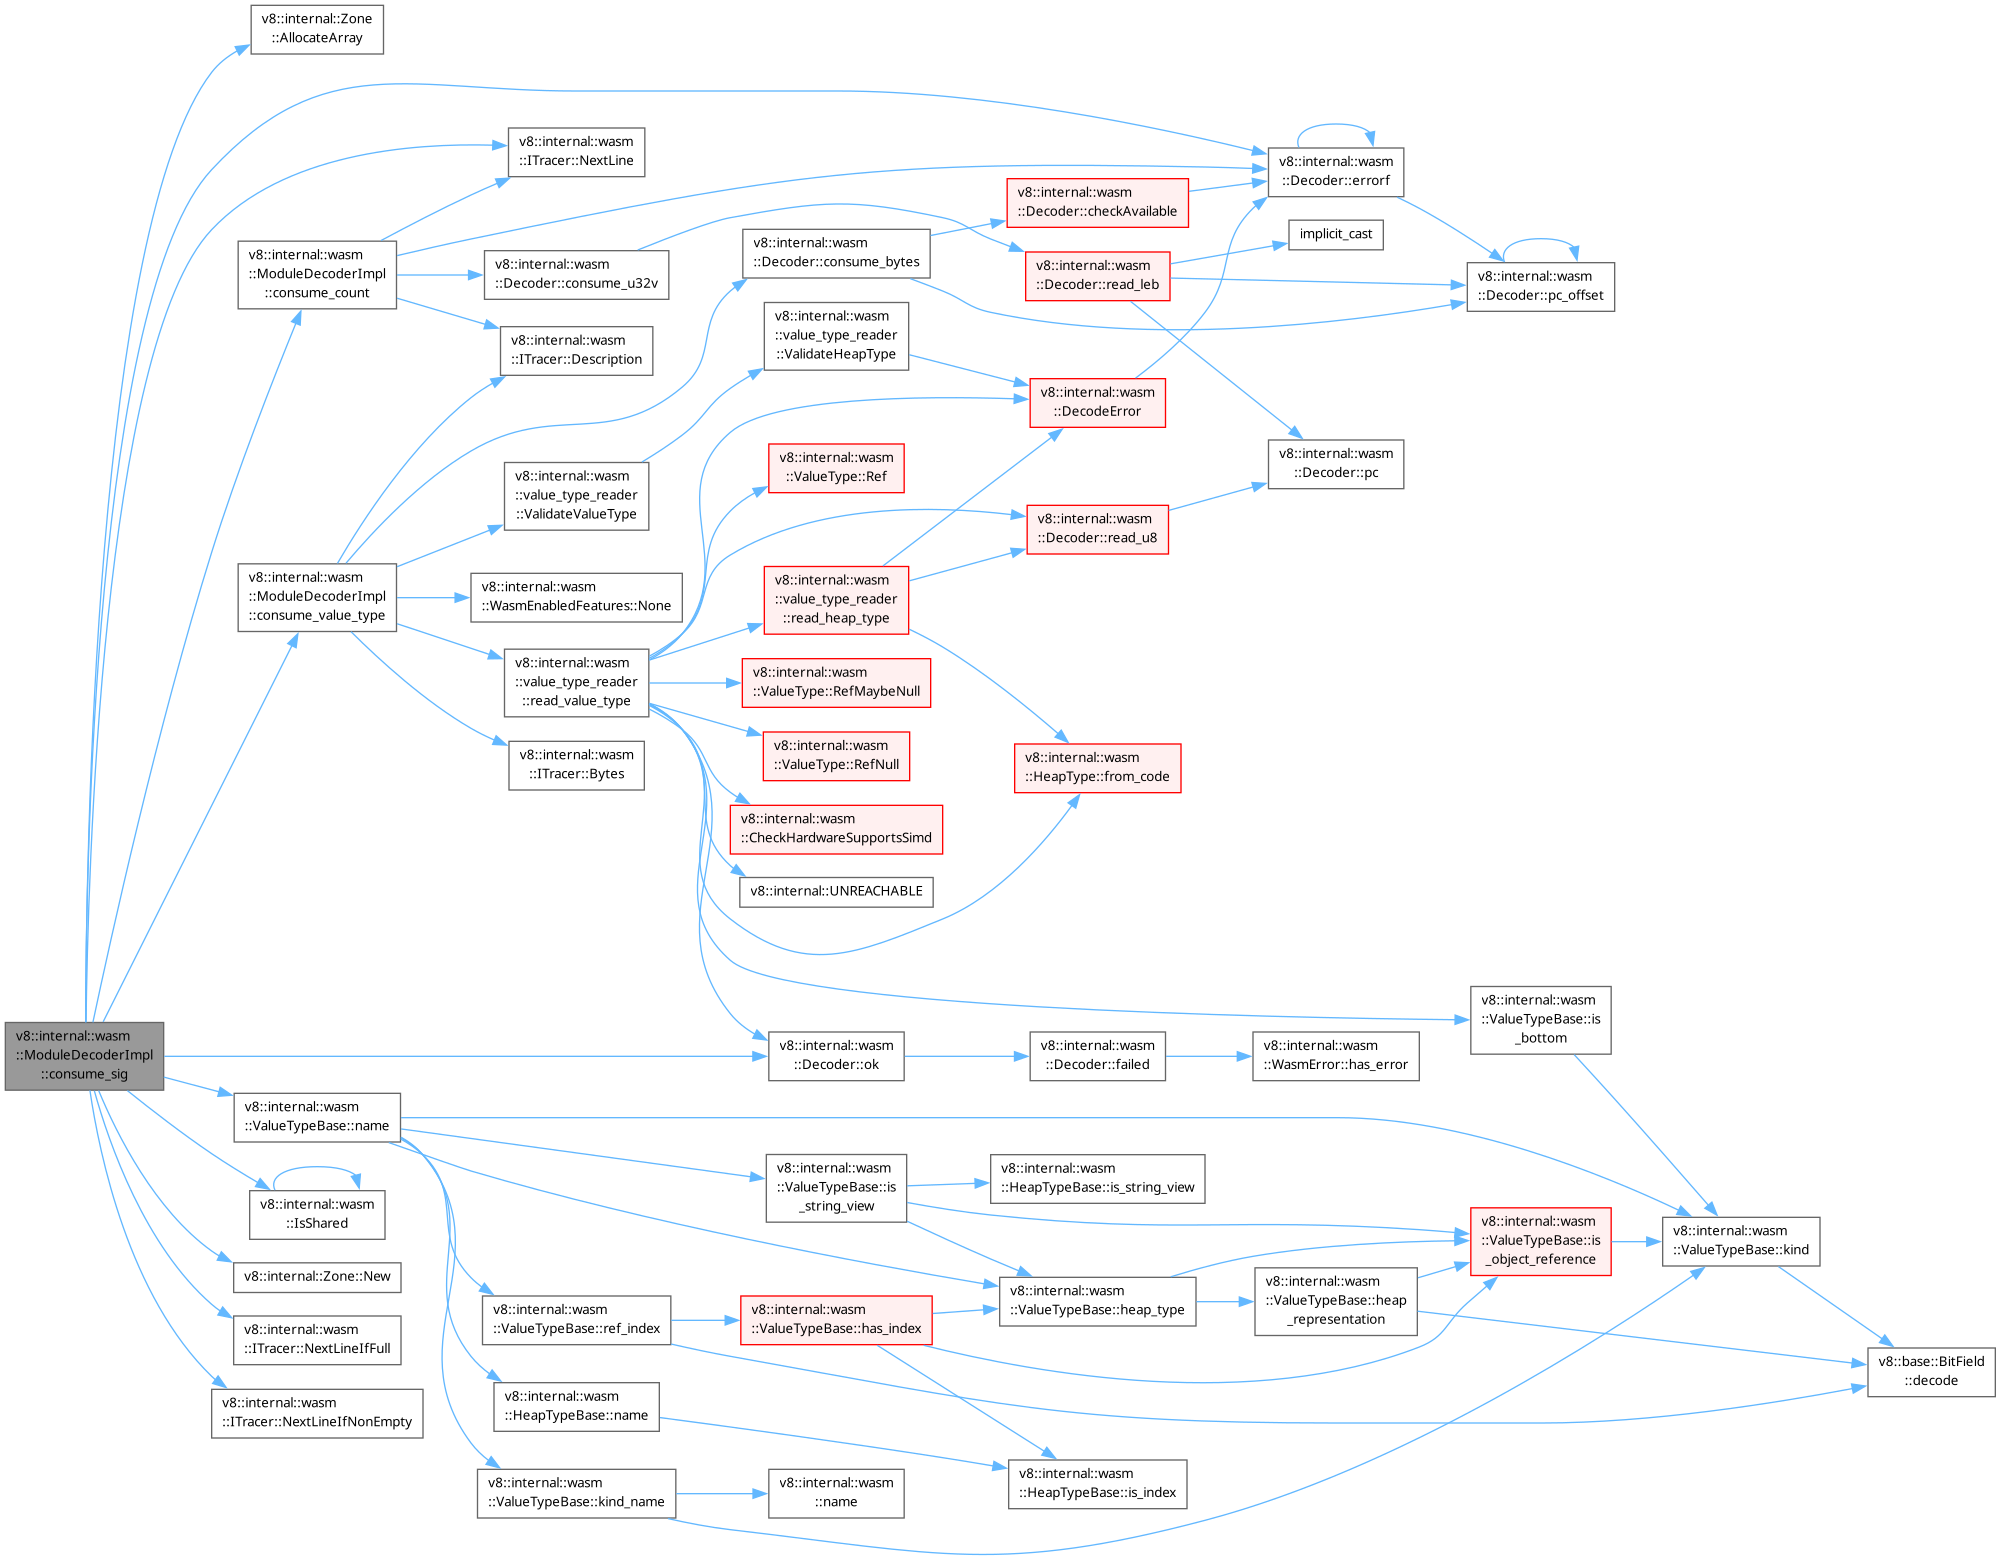 v8::internal::Zone
::AllocateArray
v8::internal::wasm
::ITracer::NextLine
v8::internal::wasm
::Decoder::errorf
v8::internal::wasm
::Decoder::checkAvailable
implicit_cast
v8::internal::wasm
::ModuleDecoderImpl
::consume_count
v8::internal::wasm
::Decoder::consume_u32v
v8::internal::wasm
::Decoder::consume_bytes
v8::internal::wasm
::Decoder::read_leb
v8::internal::wasm
::Decoder::pc_offset
v8::internal::wasm
::ITracer::Description
v8::internal::wasm
::value_type_reader
::ValidateHeapType
v8::internal::wasm
::DecodeError
v8::internal::wasm
::ValueType::Ref
v8::internal::wasm
::Decoder::pc
v8::internal::wasm
::value_type_reader
::ValidateValueType
v8::internal::wasm
::Decoder::read_u8
v8::internal::wasm
::ModuleDecoderImpl
::consume_value_type
v8::internal::wasm
::WasmEnabledFeatures::None
v8::internal::wasm
::value_type_reader
::read_heap_type
v8::internal::wasm
::value_type_reader
::read_value_type
v8::internal::wasm
::ValueType::RefMaybeNull
v8::internal::wasm
::ITracer::Bytes
v8::internal::wasm
::ValueType::RefNull
v8::internal::wasm
::HeapType::from_code
v8::internal::wasm
::CheckHardwareSupportsSimd
v8::internal::UNREACHABLE
v8::internal::wasm
::ValueTypeBase::is
_bottom
v8::internal::wasm
::ModuleDecoderImpl
::consume_sig
v8::internal::wasm
::Decoder::ok
v8::internal::wasm
::Decoder::failed
v8::internal::wasm
::WasmError::has_error
v8::internal::wasm
::ValueTypeBase::name
v8::internal::wasm
::ValueTypeBase::is
_string_view
v8::internal::wasm
::HeapTypeBase::is_string_view
v8::internal::wasm
::IsShared
v8::internal::wasm
::ValueTypeBase::is
_object_reference
v8::internal::wasm
::ValueTypeBase::kind
v8::internal::Zone::New
v8::internal::wasm
::ValueTypeBase::heap_type
v8::internal::wasm
::ValueTypeBase::heap
_representation
v8::internal::wasm
::ITracer::NextLineIfFull
v8::internal::wasm
::ValueTypeBase::ref_index
v8::internal::wasm
::ValueTypeBase::has_index
v8::base::BitField
::decode
v8::internal::wasm
::ITracer::NextLineIfNonEmpty
v8::internal::wasm
::HeapTypeBase::name
v8::internal::wasm
::ValueTypeBase::kind_name
v8::internal::wasm
::name
v8::internal::wasm
::HeapTypeBase::is_index